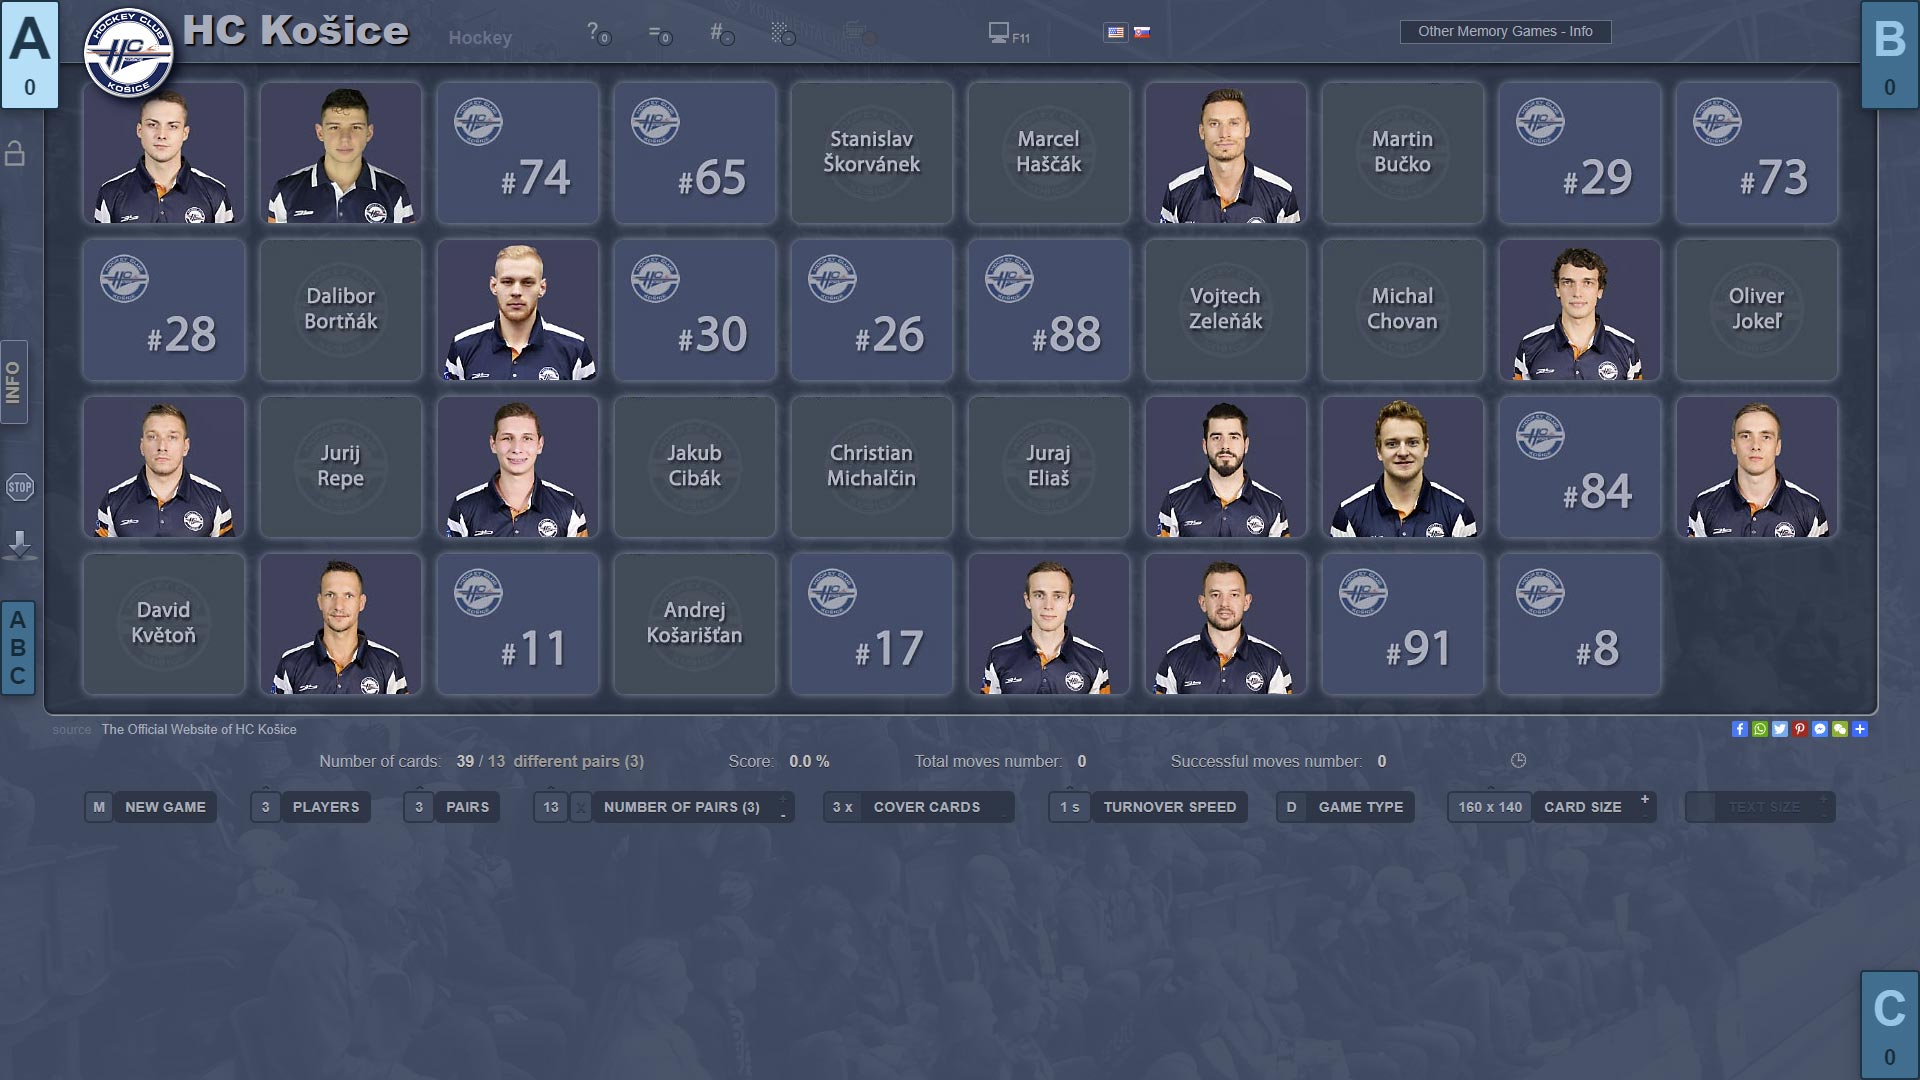 A
0
HC Košice
Hockey
?0
=0
#-
F11
Other Memory Games - Info
B
0
HOCKEY CLUB
HC
KOŠICE
#74
#65
Stanislav
Škorvánek
Marcel
Haščák
Martin
Bučko
#29
#73
#28
Dalibor
Bortňák
#30
#26
#88
Vojtech
Zeleňák
Michal
Chovan
Oliver
Jokeľ
INFO
Jurij
Repe
Jakub
Cibák
Christian
Michalčin
Juraj
Eliaš
#84
STOP
A
B
C
David
Květoň
#11
Andrej
Košarišťan
#17
#91
#8
source The Official Website of HC Košice
Number of cards: 39 / 13 different pairs (3)
Score: 0.0 %
Total moves number: 0
Successful moves number: 0
M NEW GAME
3 PLAYERS
3 PAIRS
13 X NUMBER OF PAIRS (3) + -
3 x COVER CARDS
1 s TURNOVER SPEED
D GAME TYPE
160 x 140 CARD SIZE +
TEXT SIZE
C
0